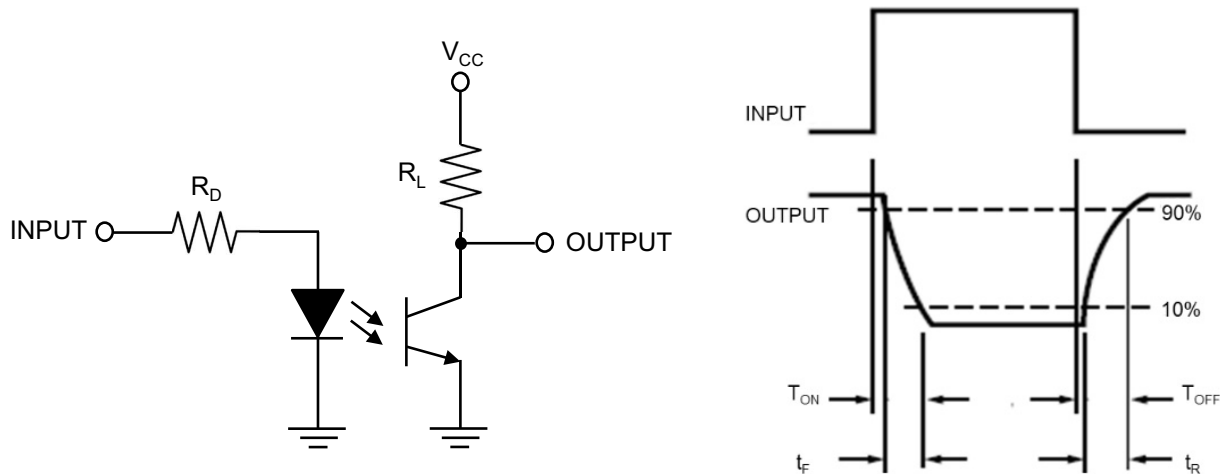 V_CC
R_L
R_D
INPUT
OUTPUT
INPUT
OUTPUT
90%
10%
T_ON
T_OFF
t_F
t_R